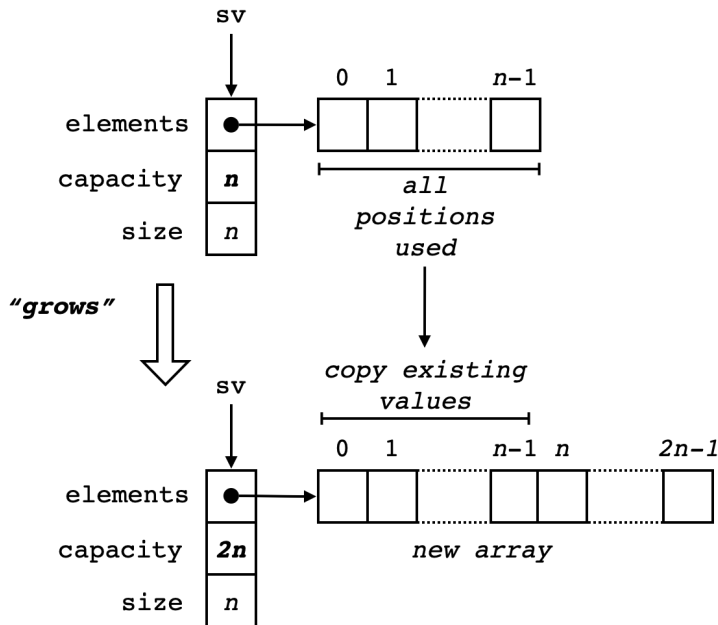 sv
0 1 n-1
elements
capacity n
all
positions
used
size n
“grows”
copy existing
values
sv
0 1 n-1 n 2n-1
elements
capacity 2n
new array
size n